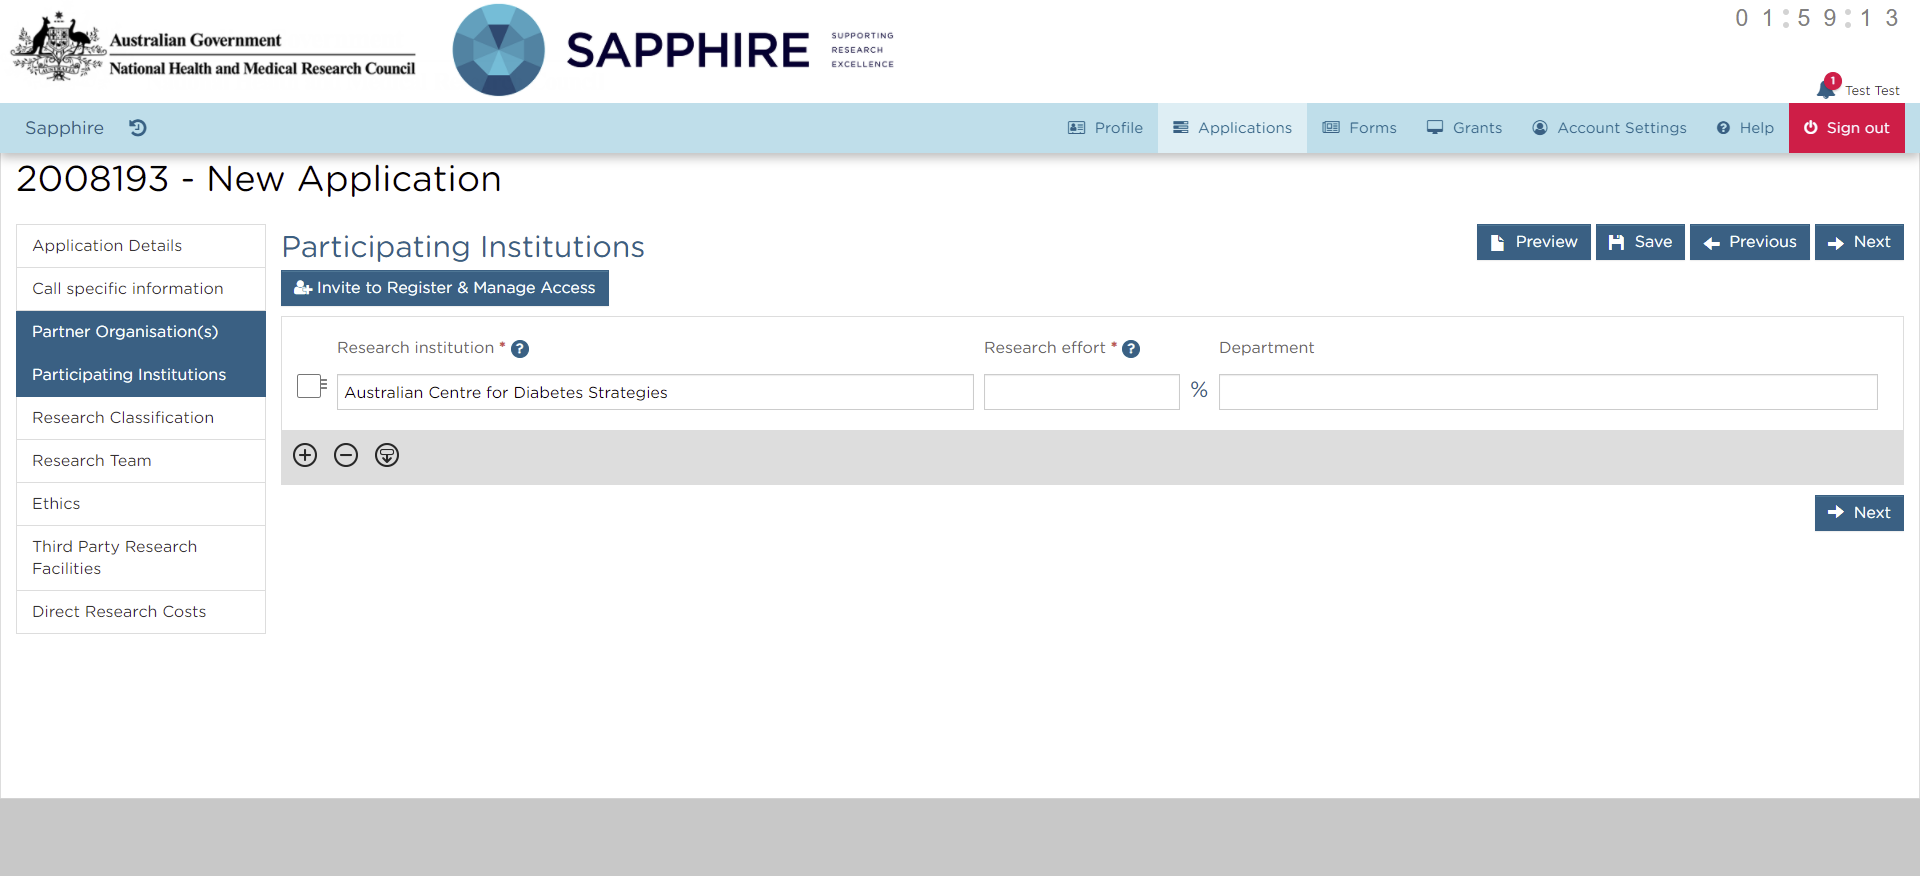 Australian Government
National Health and Medical Research Council
SAPPHIRE
SUPPORTING
RESEARCH
EXCELLENCE
01:59:13
1
Test Test
Sapphire
Profile
Applications
Forms
Grants
Account Settings
? Help
Sign out
2008193 - New Application
Application Details
Call specific information
Partner Organisation(s)
Participating Institutions
Research Classification
Research Team
Ethics
Third Party Research
Facilities
Direct Research Costs
Participating Institutions
Preview
Save
Previous
Next
Invite to Register & Manage Access
Research institution * ?
Research effort * ?
Department
Australian Centre for Diabetes Strategies
%
Next